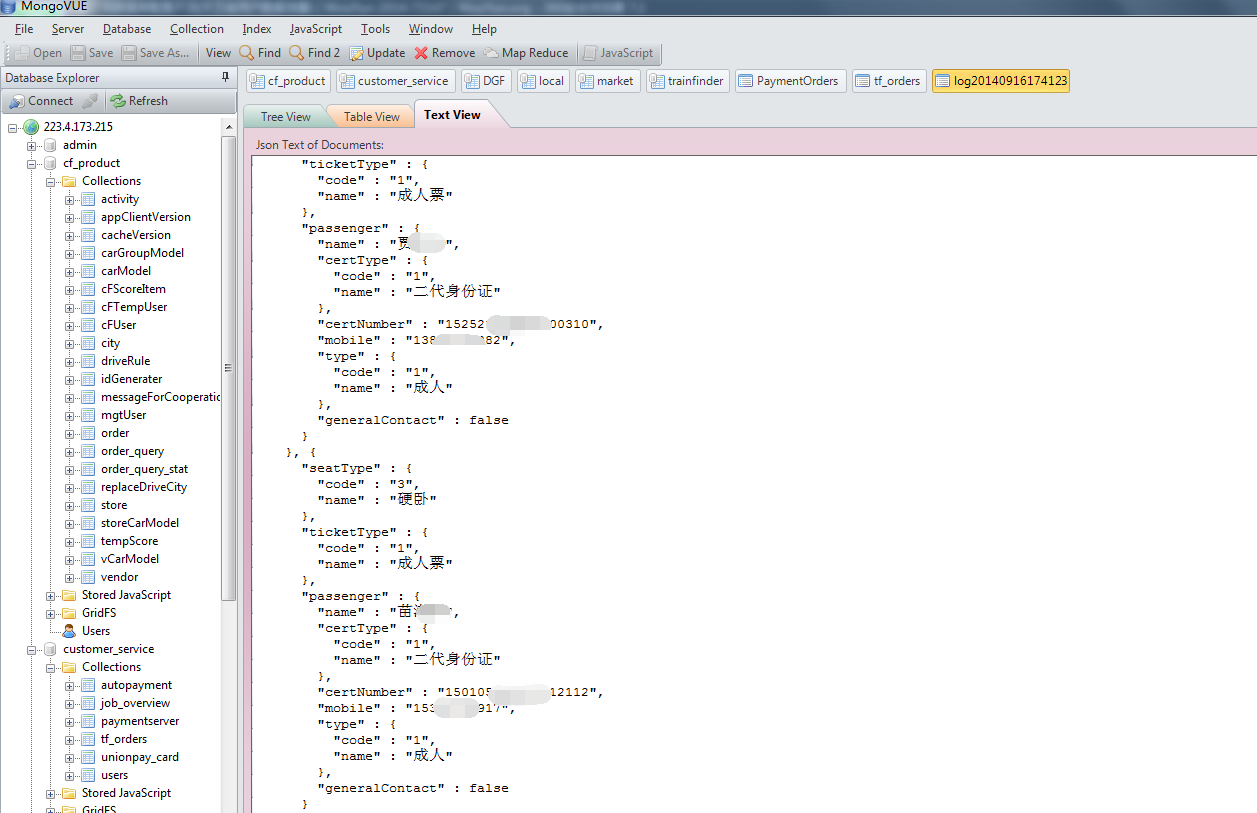 MongoVUE
File Server Database Collection Index JavaScript Tools Window Help
Open Save Save As... View Find Find 2 Update Remove Map Reduce JavaScript
Database Explorer
Connect Refresh
223.4.173.215
admin
cf_product
Collections
activity
appClientVersion
cacheVersion
carGroupModel
carModel
cFScoreItem
cFTempUser
cFUser
city
driveRule
idGenerater
messageForCooperatic
mgtUser
order
order_query
order_query_stat
replaceDriveCity
store
storeCarModel
tempScore
vCarModel
vendor
Stored JavaScript
GridFS
Users
customer_service
Collections
autopayment
job_overview
paymentserver
tf_orders
unionpay_card
users
Stored JavaScript
GridFS
cf_product customer_service DGF local market trainfinder PaymentOrders tf_orders log20140916174123
Tree View Table View Text View
Json Text of Documents:
"ticketType" : {
"code" : "1",
"name" : "成人票"
},
"passenger" : {
"name" : "贾 ",
"certType" : {
"code" : "1",
"name" : "二代身份证"
},
"certNumber" : "15252 00310",
"mobile" : "138 82",
"type" : {
"code" : "1",
"name" : "成人"
},
"generalContact" : false
}
}, {
"seatType" : {
"code" : "3",
"name" : "硬卧"
},
"ticketType" : {
"code" : "1",
"name" : "成人票"
},
"passenger" : {
"name" : "苗 ",
"certType" : {
"code" : "1",
"name" : "二代身份证"
},
"certNumber" : "15010 12112",
"mobile" : "153 917",
"type" : {
"code" : "1",
"name" : "成人"
},
"generalContact" : false
}